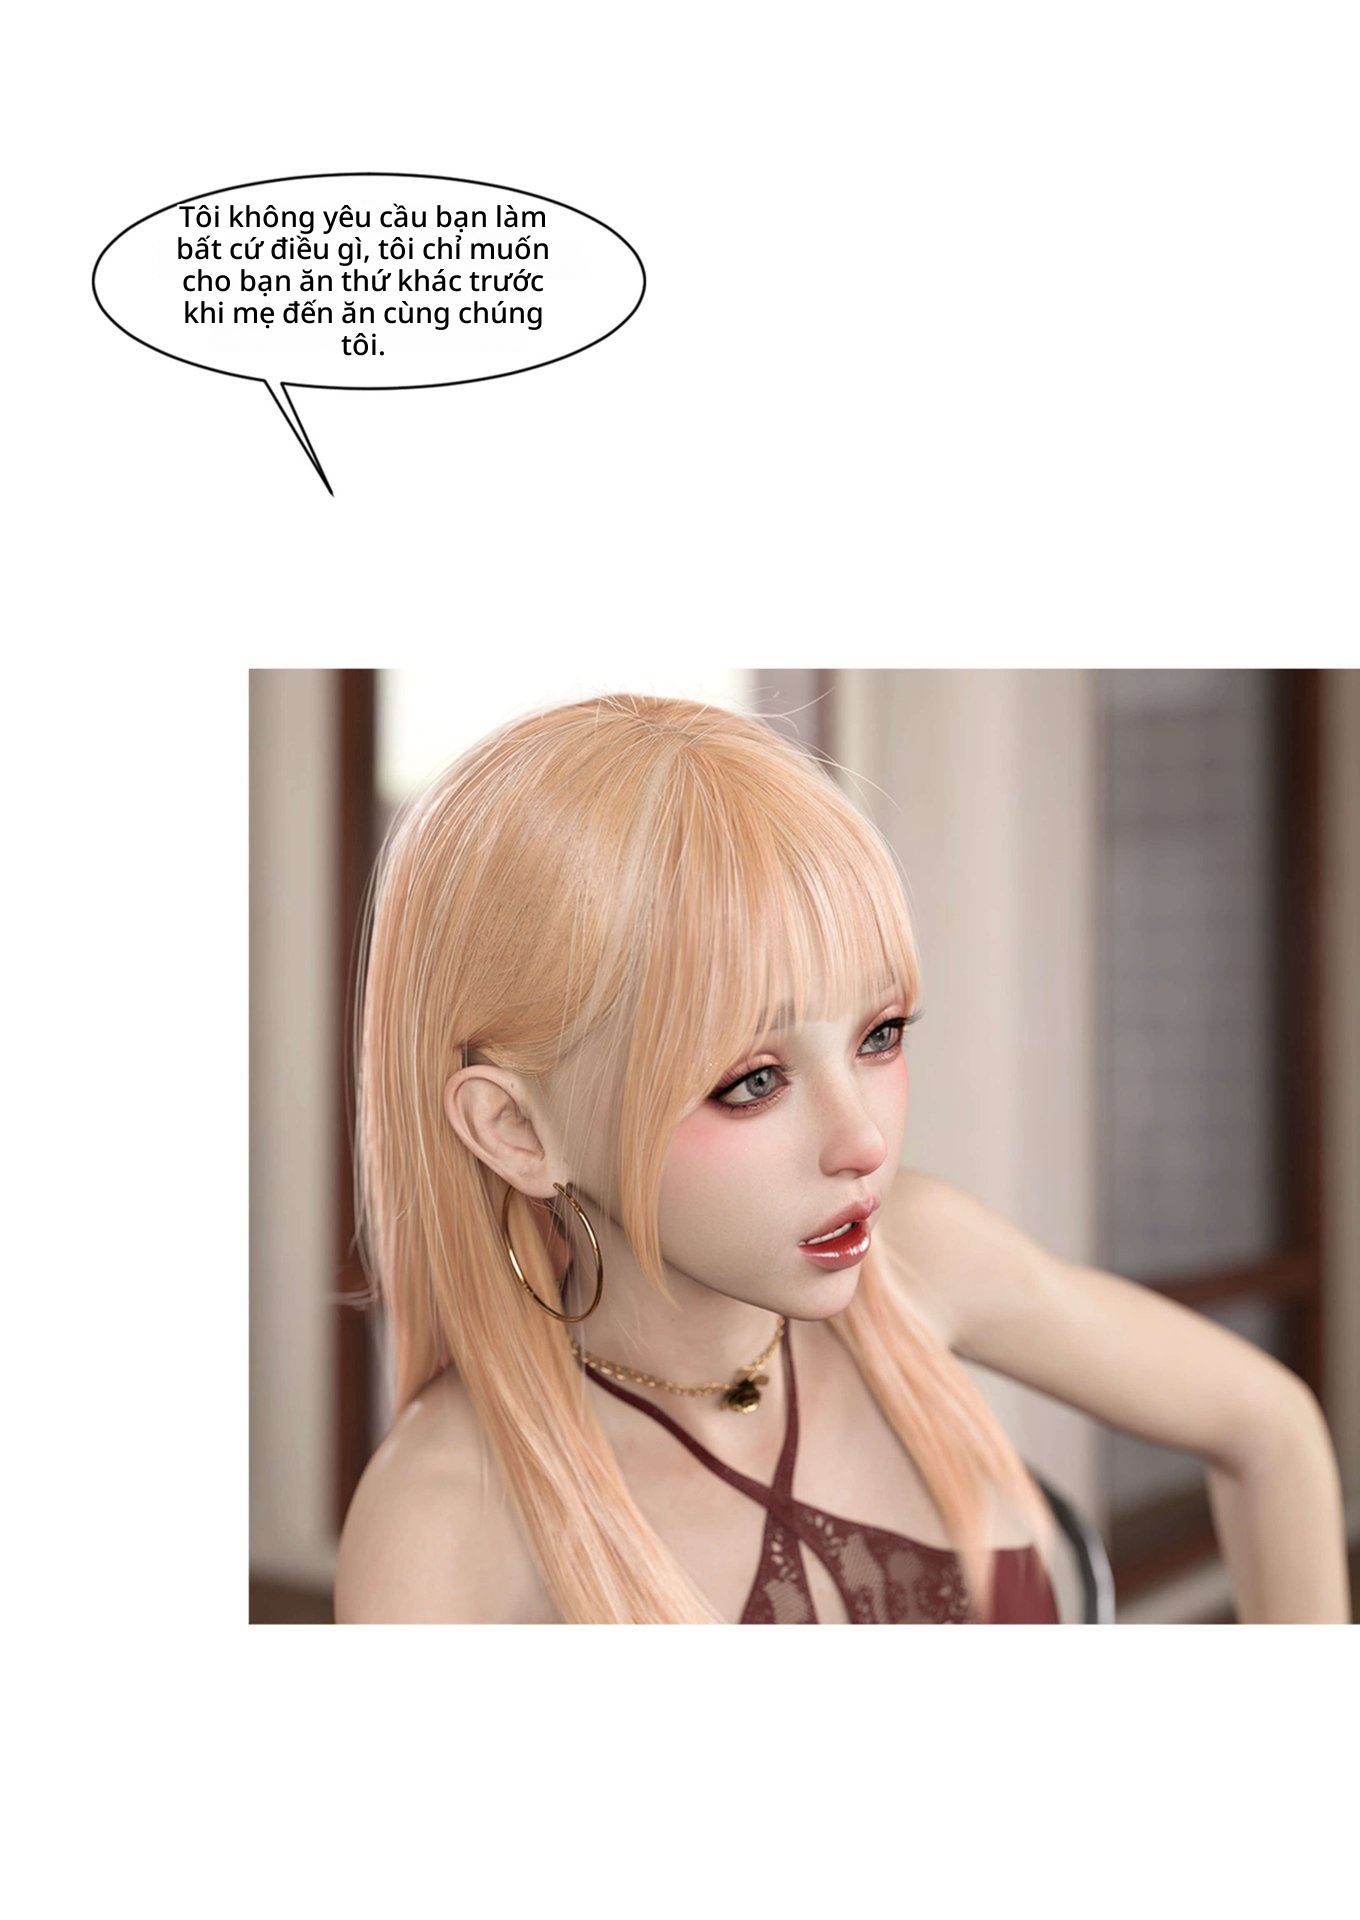 Tôi không yêu cầu bạn làm
bất cứ điều gì, tôi chỉ muốn
cho bạn ăn thứ khác trước
khi mẹ đến ăn cùng chúng
tôi.